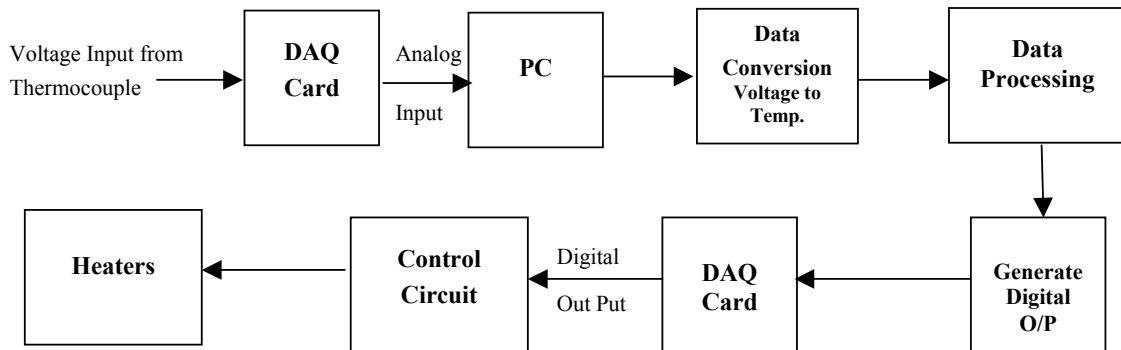 Voltage Input from
Thermocouple
DAQ
Card
Analog
Input
PC
Data
Conversion
Voltage to
Temp.
Data
Processing
Heaters
Control
Circuit
Digital
Out Put
DAQ
Card
Generate
Digital
O/P